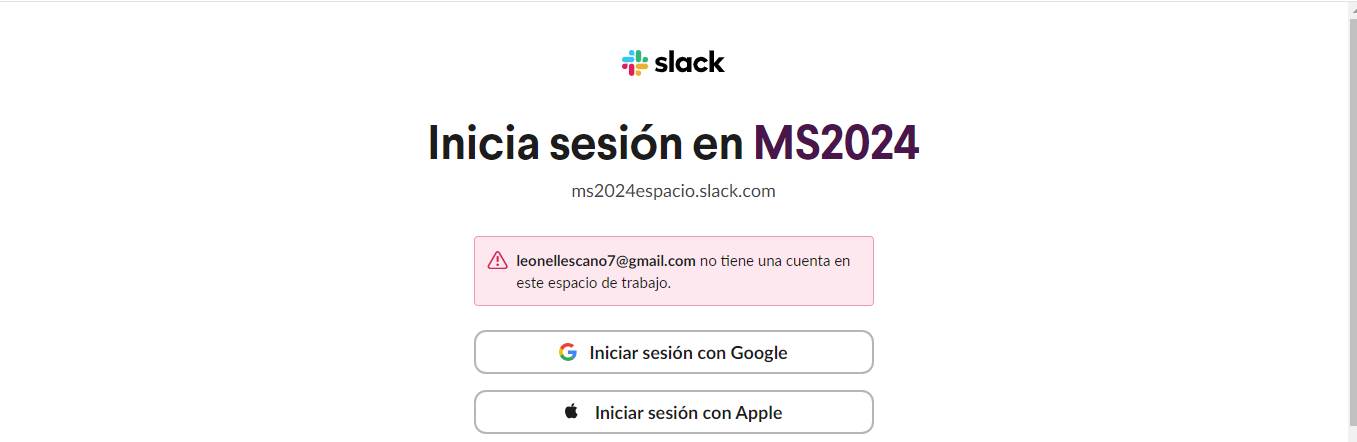 slack
Inicia sesión en MS2024
ms2024espacio.slack.com
leonellescano7@gmail.com no tiene una cuenta en
este espacio de trabajo.
Iniciar sesión con Google
Iniciar sesión con Apple